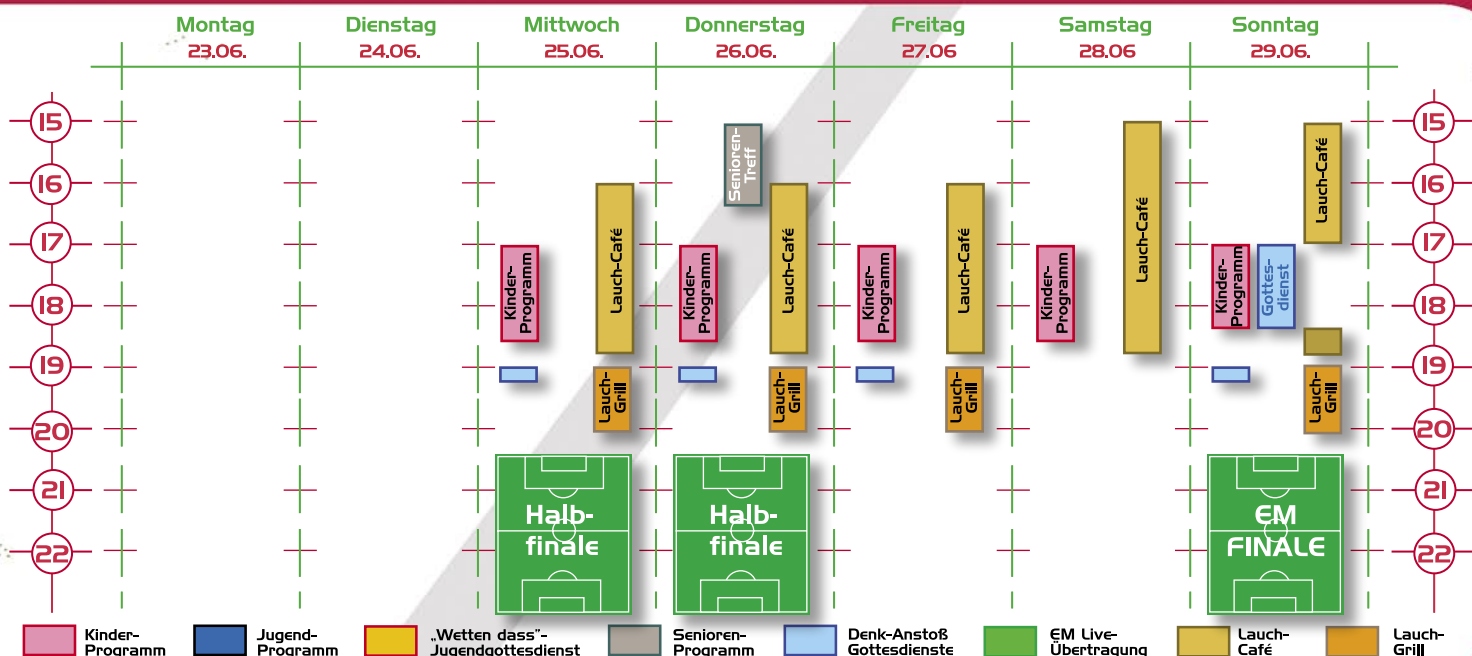 Montag Dienstag Mittwoch Donnerstag Freitag Samstag Sonntag
23.06. 24.06. 25.06. 26.06. 27.06 28.06 29.06
15 15
Senioren-
Treff
Lauch-Café
16 16
Lauch-Café
Lauch-Café
Lauch-Café
Lauch-Café
17 17
Kinder-
Programm
Kinder-
Programm
Kinder-
Programm
Kinder-
Programm
Kinder-
Programm
Gottes-
dienst
18 18
19 19
Lauch-
Grill
Lauch-
Grill
Lauch-
Grill
Lauch-
Grill
20 20
21 21
Halb-
finale
Halb-
finale
EM
FINALE
22 22
Kinder-
Programm
Jugend-
Programm
„Wetten dass"-
Jugendgottesdienst
Senioren-
Programm
Denk-Anstoß
Gottesdienste
EM Live-
Übertragung
Lauch-
Café
Lauch-
Grill